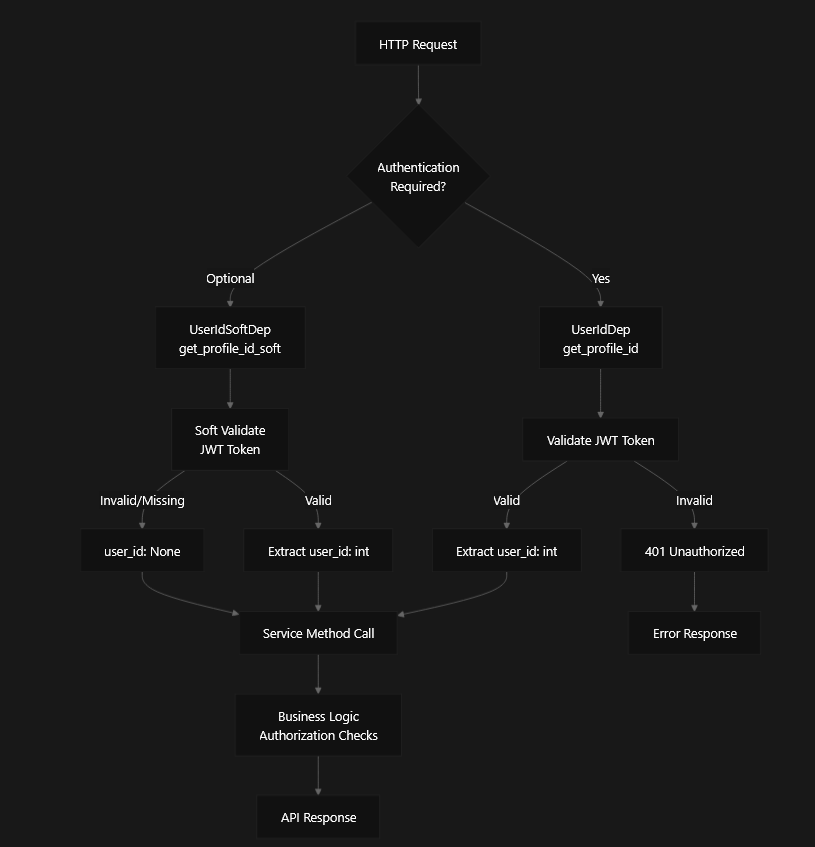 HTTP Request
Authentication
Required?
Optional
Yes
UserIdSoftDep
get_profile_id_soft
UserIdDep
get_profile_id
Soft Validate
JWT Token
Validate JWT Token
Invalid/Missing
Valid
Valid
Invalid
user_id: None
Extract user_id: int
Extract user_id: int
401 Unauthorized
Service Method Call
Error Response
Business Logic
Authorization Checks
API Response